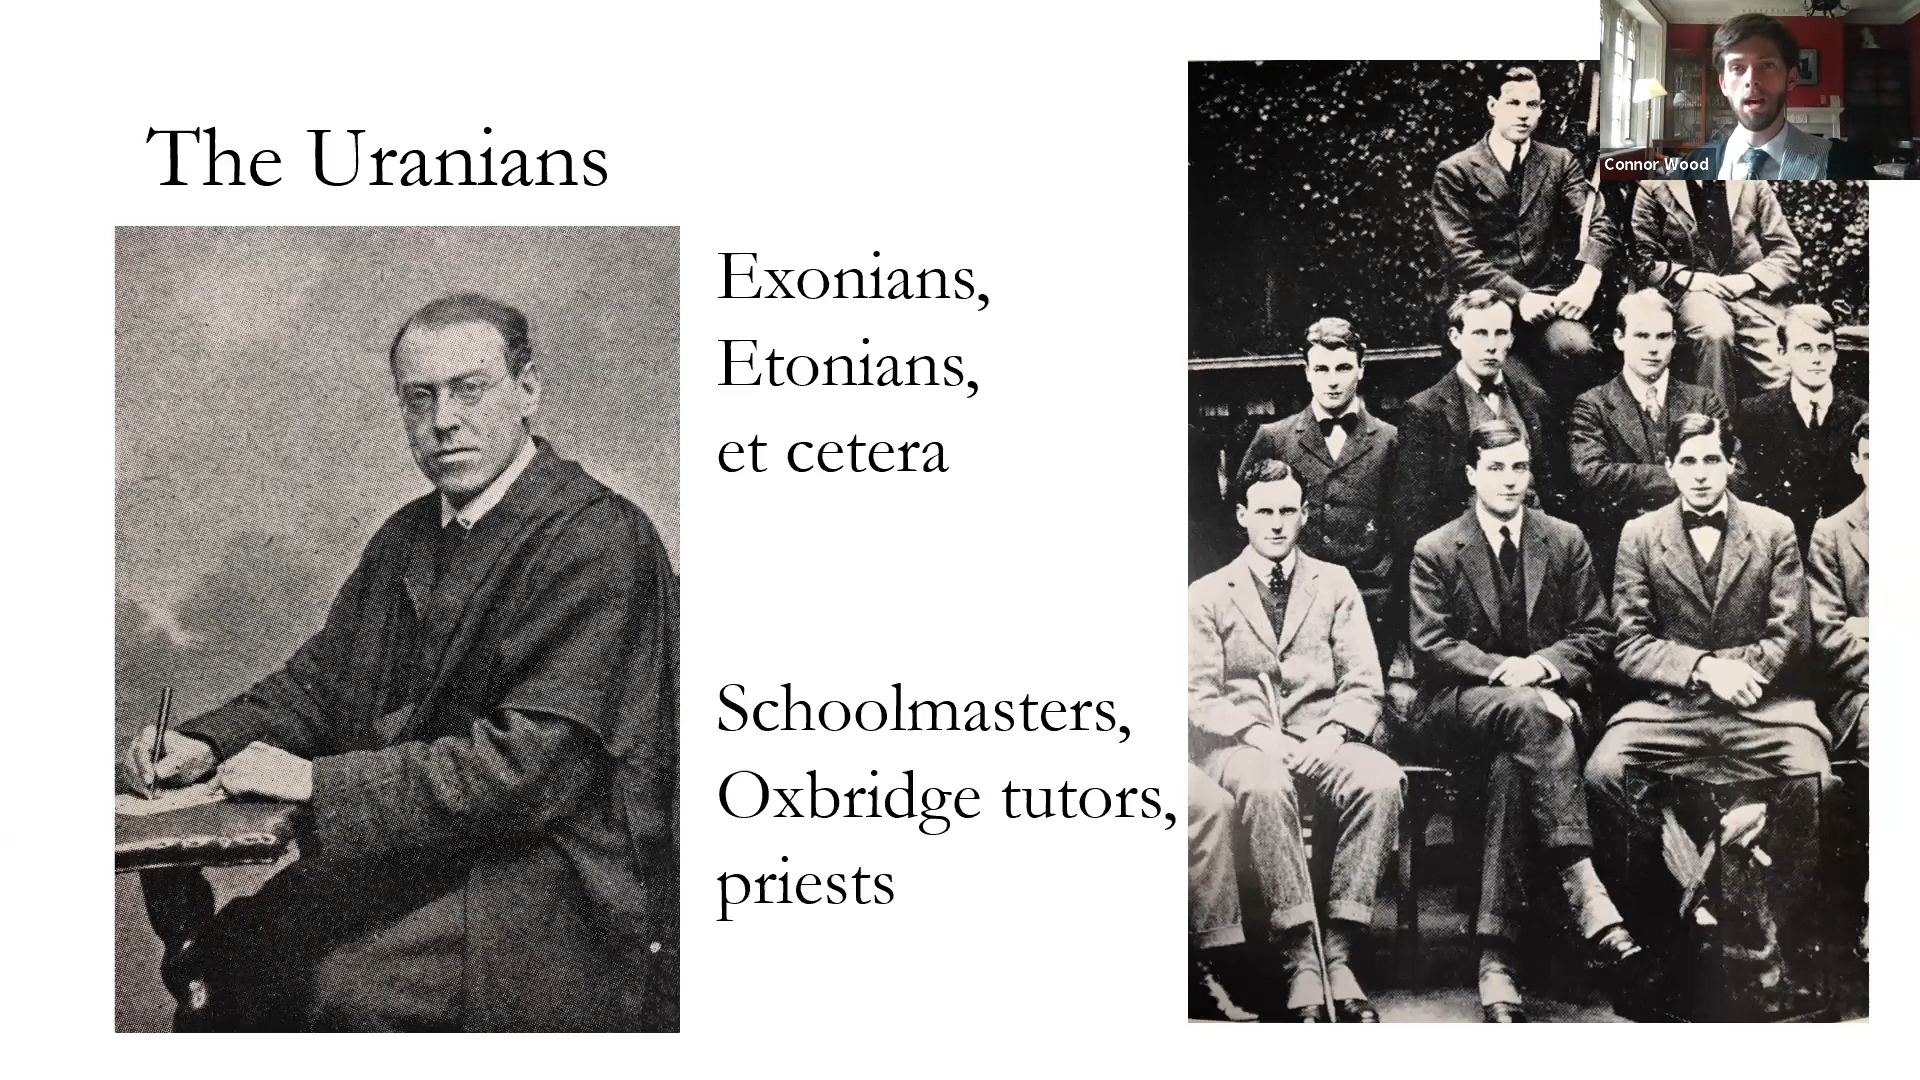 The Uranians
Exonians,
Etonians,
et cetera
Schoolmasters,
Oxbridge tutors,
priests
Connor Wood